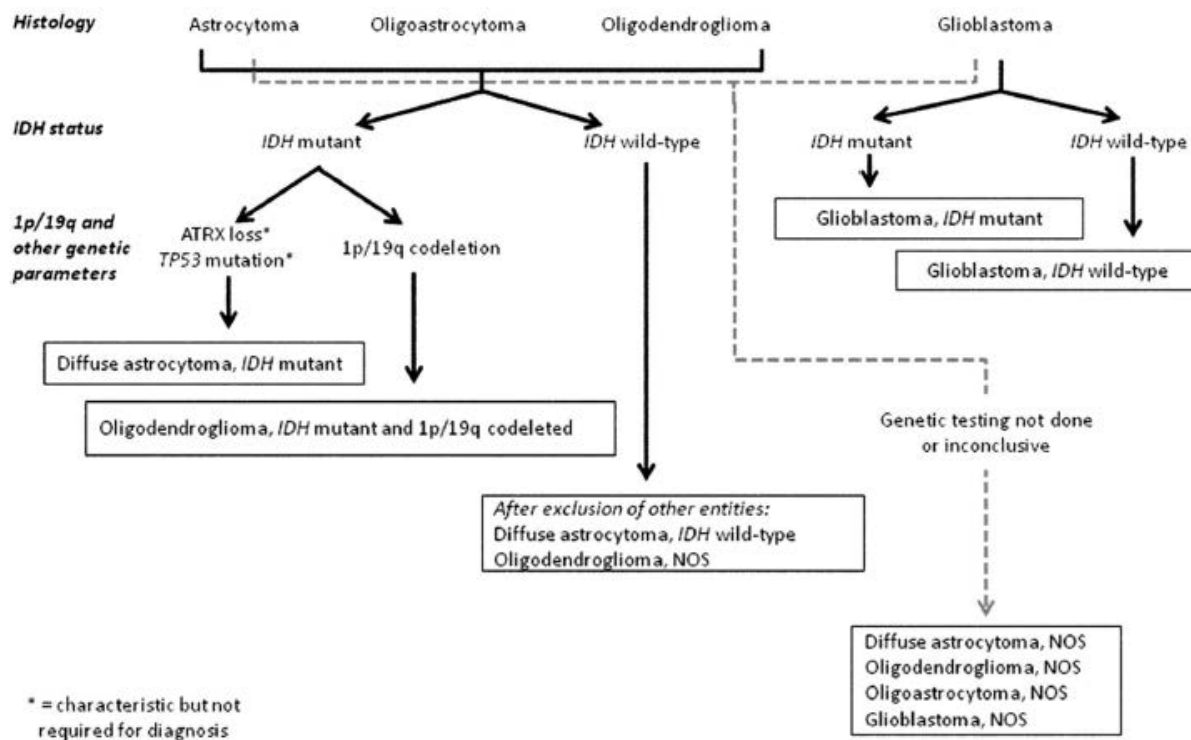 Histology
Astrocytoma
Oligoastrocytoma
Oligodendroglioma
Glioblastoma
IDH status
IDH mutant
IDH wild-type
IDH mutant
IDH wild-type
1p/19q and
other genetic
parameters
ATRX loss*
TP53 mutation*
1p/19q codeletion
Glioblastoma, IDH mutant
Glioblastoma, IDH wild-type
Diffuse astrocytoma, IDH mutant
Oligodendroglioma, IDH mutant and 1p/19q codeleted
Genetic testing not done
or inconclusive
After exclusion of other entities:
Diffuse astrocytoma, IDH wild-type
Oligodendroglioma, NOS
Diffuse astrocytoma, NOS
Oligodendroglioma, NOS
Oligoastrocytoma, NOS
Glioblastoma, NOS
* = characteristic but not
required for diagnosis